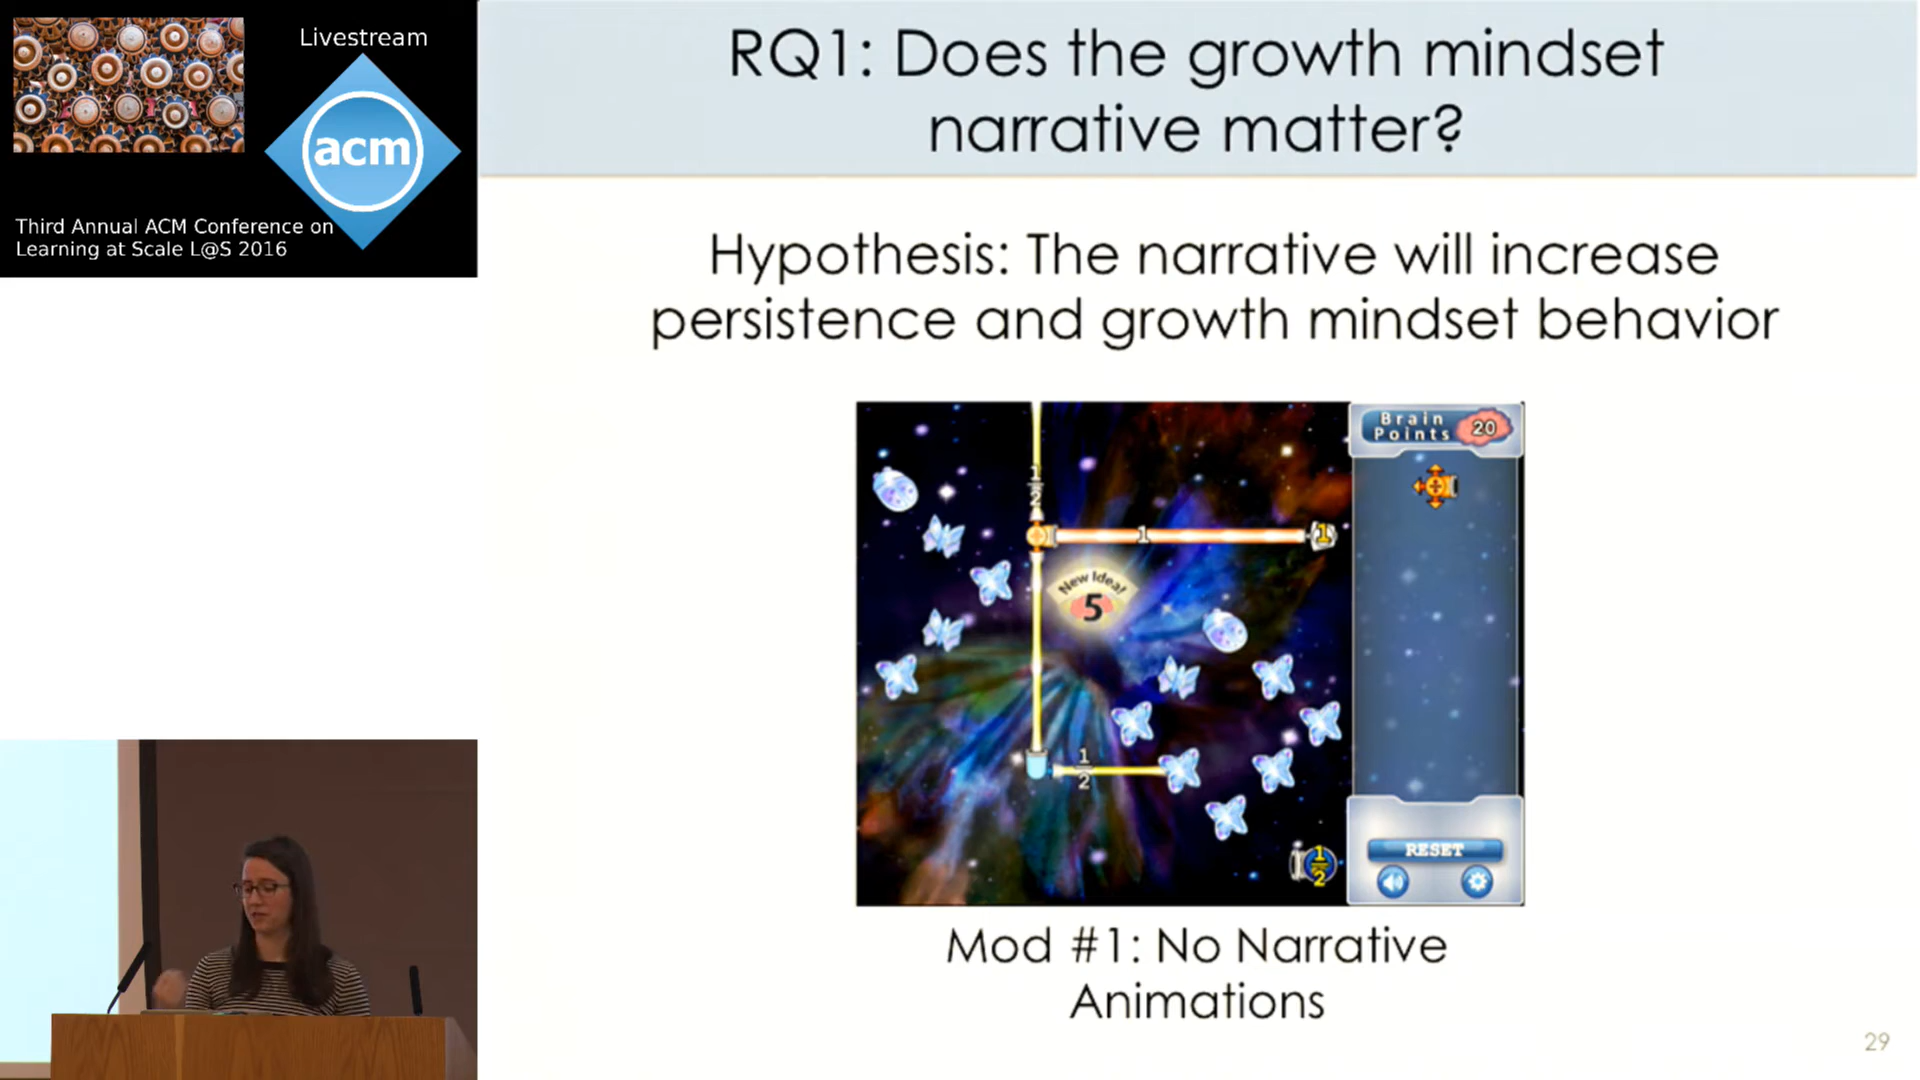 Livestream
acm
Third Annual ACM Conference on
Learning at Scale L@S 2016
RQ1: Does the growth mindset
narrative matter?
Hypothesis: The narrative will increase
persistence and growth mindset behavior
Brain
Points 20
1
2
1
1
New Idea!
5
1
2
1
2
RESET
Mod #1: No Narrative
Animations
29